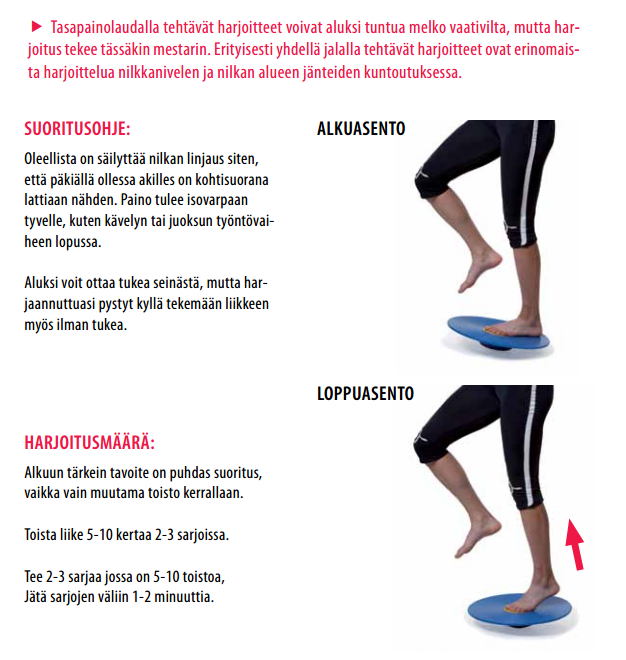 ► Tasapainolaudalla tehtävät harjoitteet voivat aluksi tuntua melko vaativilta, mutta har-
joitus tekee tässäkin mestarin. Erityisesti yhdellä jalalla tehtävät harjoitteet ovat erinomais-
ta harjoittelua nilkkanivelen ja nilkan alueen jänteiden kuntoutuksessa.
SUORITUSOHJE:
Oleellista on säilyttää nilkan linjaus siten,
että päkiällä ollessa akilles on kohtisuorana
lattiaan nähden. Paino tulee isovarpaan
tyvelle, kuten kävelyn tai juoksun työntövai-
heen lopussa.
Aluksi voit ottaa tukea seinästä, mutta har-
jaannuttuasi pystyt kyllä tekemään liikkeen
myös ilman tukea.
ALKUASENTO
LOPPUASENTO
HARJOITUSMÄÄRÄ:
Alkuun tärkein tavoite on puhdas suoritus,
vaikka vain muutama toisto kerrallaan.
Toista liike 5-10 kertaa 2-3 sarjoissa.
Tee 2-3 sarjaa jossa on 5-10 toistoa,
Jätä sarjojen väliin 1-2 minuuttia.